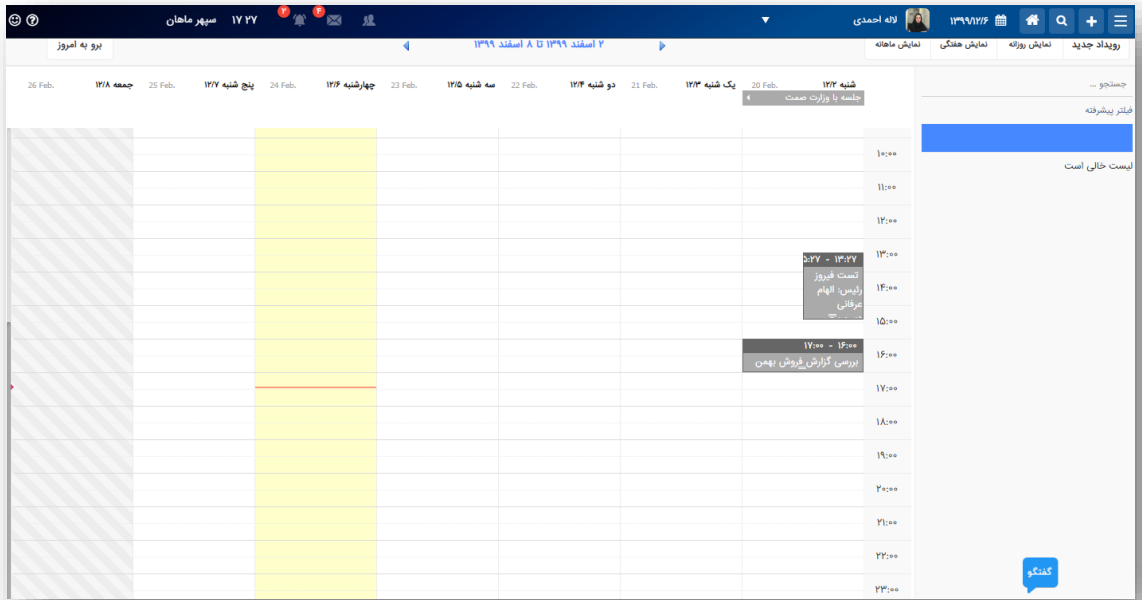 ۱۳۹۹/۱۲/۶ لاله احمدی ۱۷ ۲۷ سپهر ماهان
۴
۲
رویداد جدید نمایش روزانه نمایش هفتگی نمایش ماهانه
۲ اسفند ۱۳۹۹ تا ۸ اسفند ۱۳۹۹
برو به امروز
جستجو ...
فیلتر پیشرفته
لیست خالی است
شنبه ۱۲/۲ 20 Feb.
یک شنبه ۱۲/۳ 21 Feb.
دو شنبه ۱۲/۴ 22 Feb.
سه شنبه ۱۲/۵ 23 Feb.
چهارشنبه ۱۲/۶ 24 Feb.
پنج شنبه ۱۲/۷ 25 Feb.
جمعه ۱۲/۸ 26 Feb.
جلسه با وزارت صمت
۱۰:۰۰
۱۱:۰۰
۱۲:۰۰
۱۳:۰۰
۱۳:۲۷ - ۵:۲۷
تست فیروز
رئیس: الهام
عرفانی
۱۴:۰۰
۱۵:۰۰
۱۶:۰۰ - ۱۷:۰۰
بررسی گزارش فروش بهمن
۱۶:۰۰
۱۷:۰۰
۱۸:۰۰
۱۹:۰۰
۲۰:۰۰
۲۱:۰۰
۲۲:۰۰
۲۳:۰۰
گفتگو